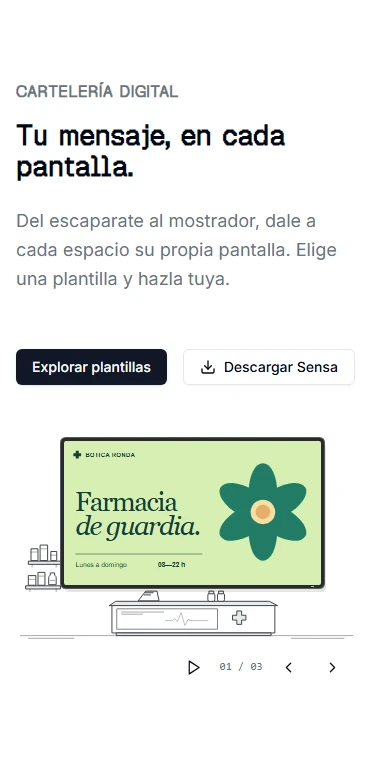 CARTELERÍA DIGITAL
Tu mensaje, en cada
pantalla.
Del escaparate al mostrador, dale a
cada espacio su propia pantalla. Elige
una plantilla y hazla tuya.
Explorar plantillas
Descargar Sensa
BOTICA RONDA
Farmacia
de guardia.
Lunes a domingo
08—22 h
01 / 03